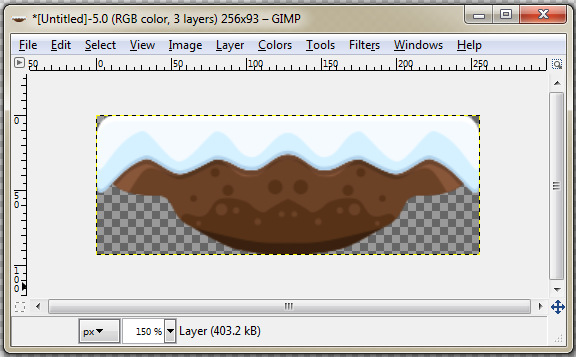 *[Untitled]-5.0 (RGB color, 3 layers) 256x93 – GIMP
File Edit Select View Image Layer Colors Tools Filters Windows Help
50 0 50 100 150 200 250
0
50
100
px 150 % Layer (403.2 kB)